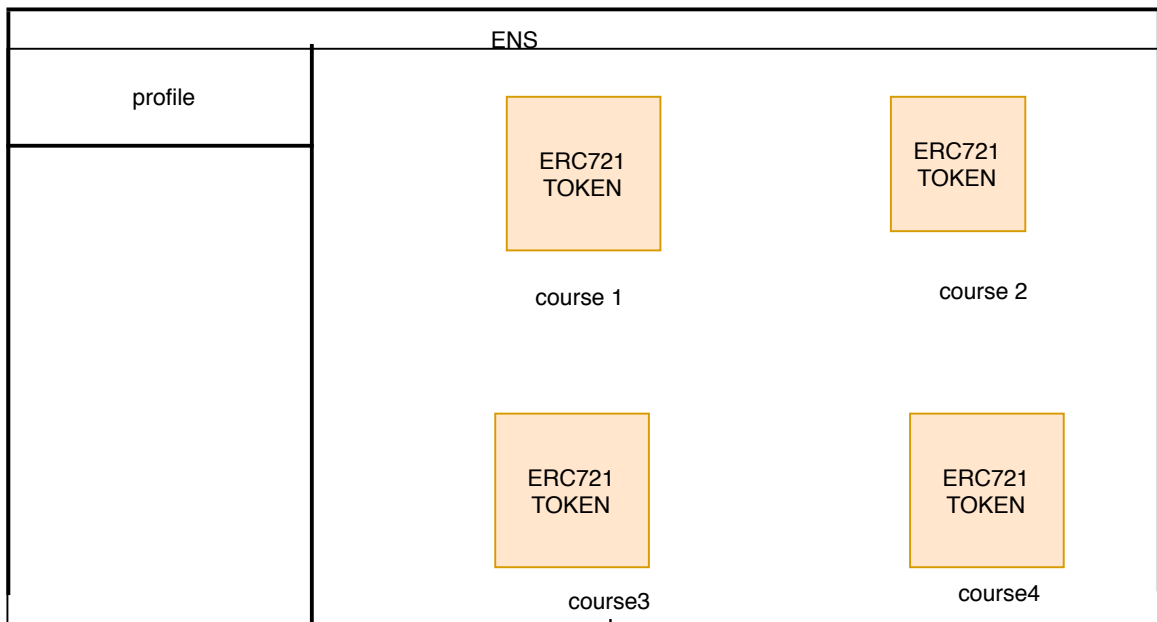 ENS
profile
ERC721
TOKEN
ERC721
TOKEN
course 1
course 2
ERC721
TOKEN
ERC721
TOKEN
course3
course4